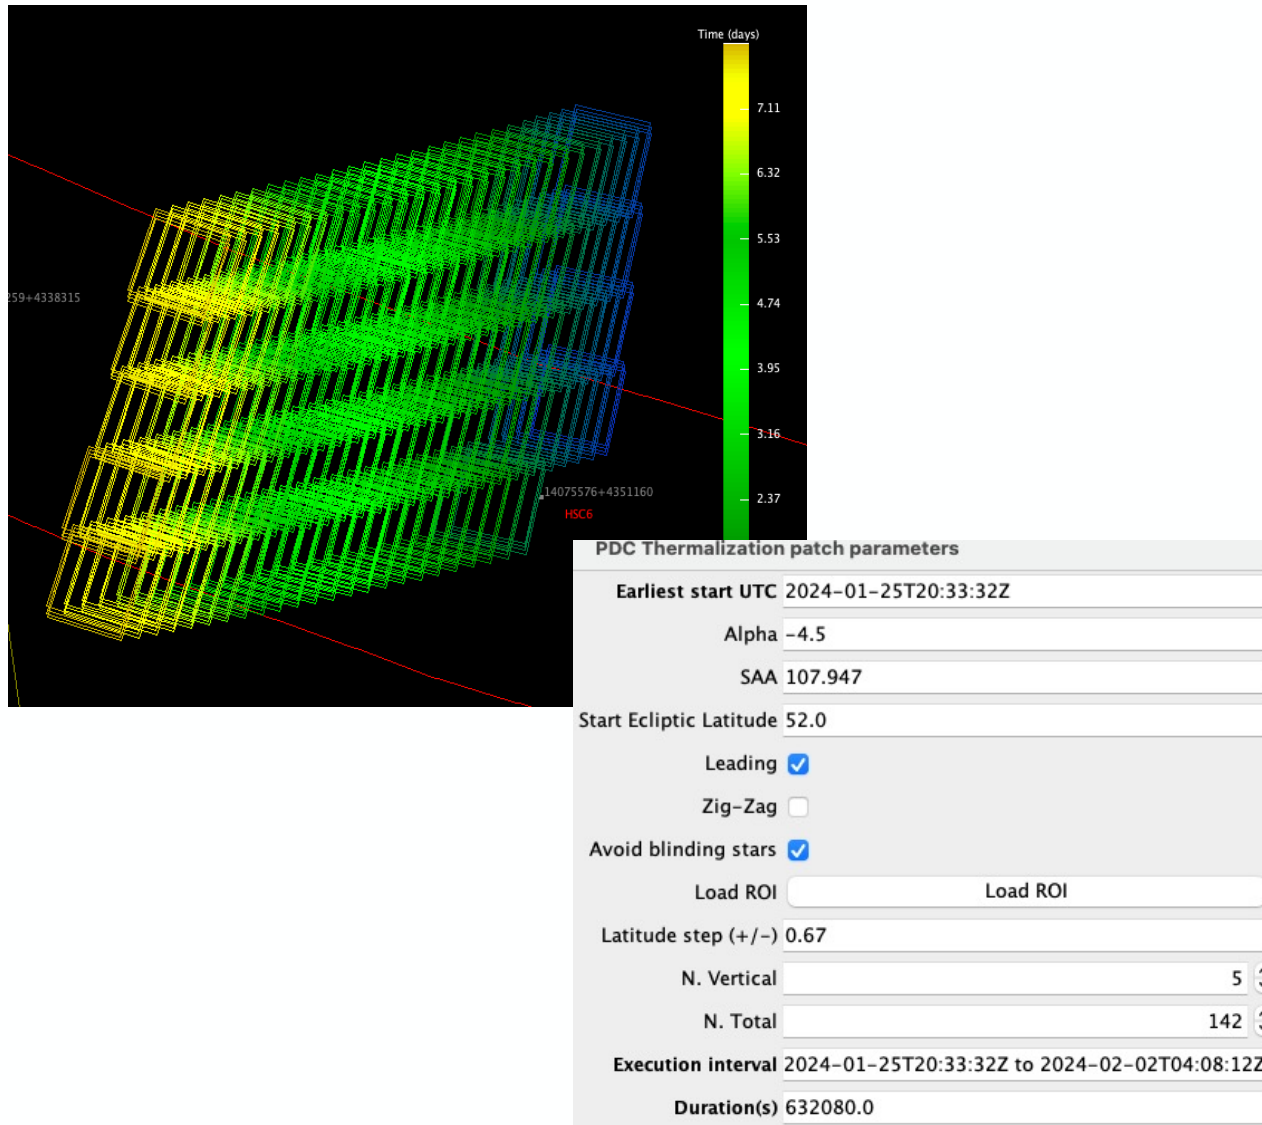 Time (days)
7.11
6.32
5.53
259+4338315
4.74
3.95
3.16
2.37
14075576+4351160
HSC6
PDC Thermalization patch parameters
Earliest start UTC 2024-01-25T20:33:32Z
Alpha -4.5
SAA 107.947
Start Ecliptic Latitude 52.0
Leading
Zig-Zag
Avoid blinding stars
Load ROI Load ROI
Latitude step (+/-) 0.67
N. Vertical 5
N. Total 142
Execution interval 2024-01-25T20:33:32Z to 2024-02-02T04:08:12Z
Duration(s) 632080.0